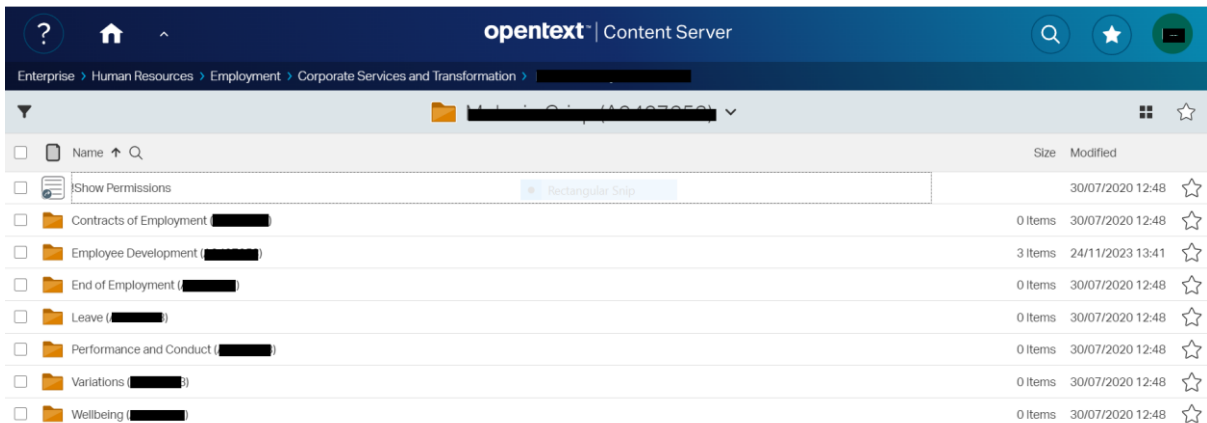 ?
opentext™ | Content Server
Enterprise > Human Resources > Employment > Corporate Services and Transformation >
Name Size Modified
!Show Permissions 30/07/2020 12:48
Rectangular Snip
Contracts of Employment ( ) 0 Items 30/07/2020 12:48
Employee Development ( ) 3 Items 24/11/2023 13:41
End of Employment ( ) 0 Items 30/07/2020 12:48
Leave ( ) 0 Items 30/07/2020 12:48
Performance and Conduct ( ) 0 Items 30/07/2020 12:48
Variations ( ) 0 Items 30/07/2020 12:48
Wellbeing ( ) 0 Items 30/07/2020 12:48